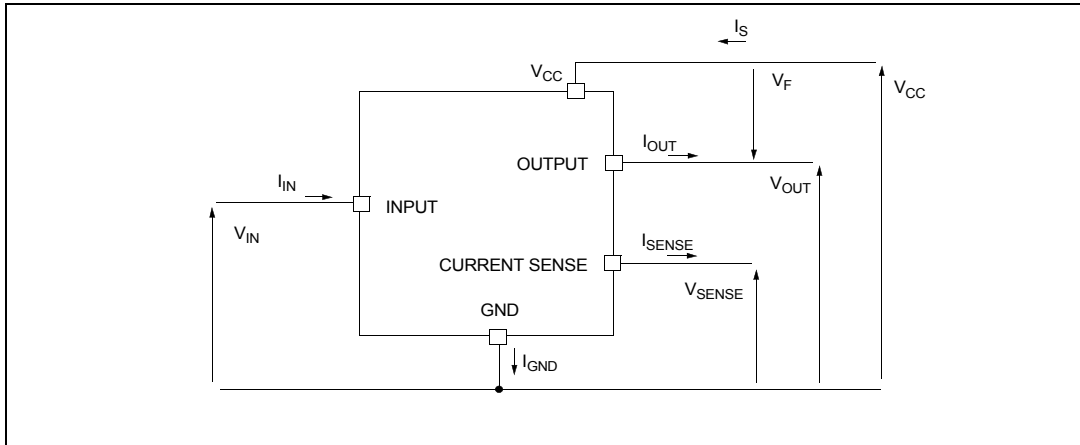 I_S
V_CC
V_F
V_CC
I_OUT
OUTPUT
V_OUT
I_IN
INPUT
V_IN
I_SENSE
CURRENT SENSE
V_SENSE
GND
I_GND